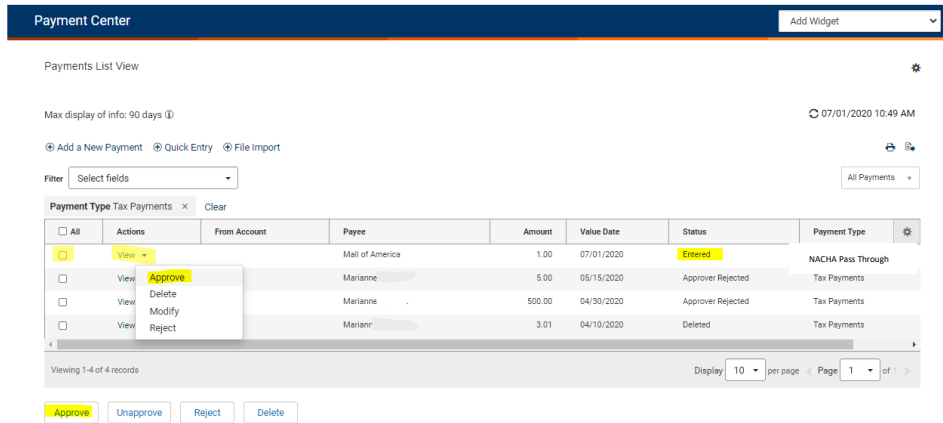 Payment Center
Add Widget
Payments List View
Max display of info: 90 days
07/01/2020 10:49 AM
Add a New Payment Quick Entry File Import
Filter Select fields All Payments
Payment Type Tax Payments × Clear
All Actions From Account Payee Amount Value Date Status Payment Type
View Mall of America 1.00 07/01/2020 Entered NACHA Pass Through
View Marianne 5.00 05/15/2020 Approver Rejected Tax Payments
View Marianne 500.00 04/30/2020 Approver Rejected Tax Payments
View Mariann 3.01 04/10/2020 Deleted Tax Payments
Approve
Delete
Modify
Reject
Viewing 1-4 of 4 records Display 10 per page < Page 1 of 1 >
Approve Unapprove Reject Delete